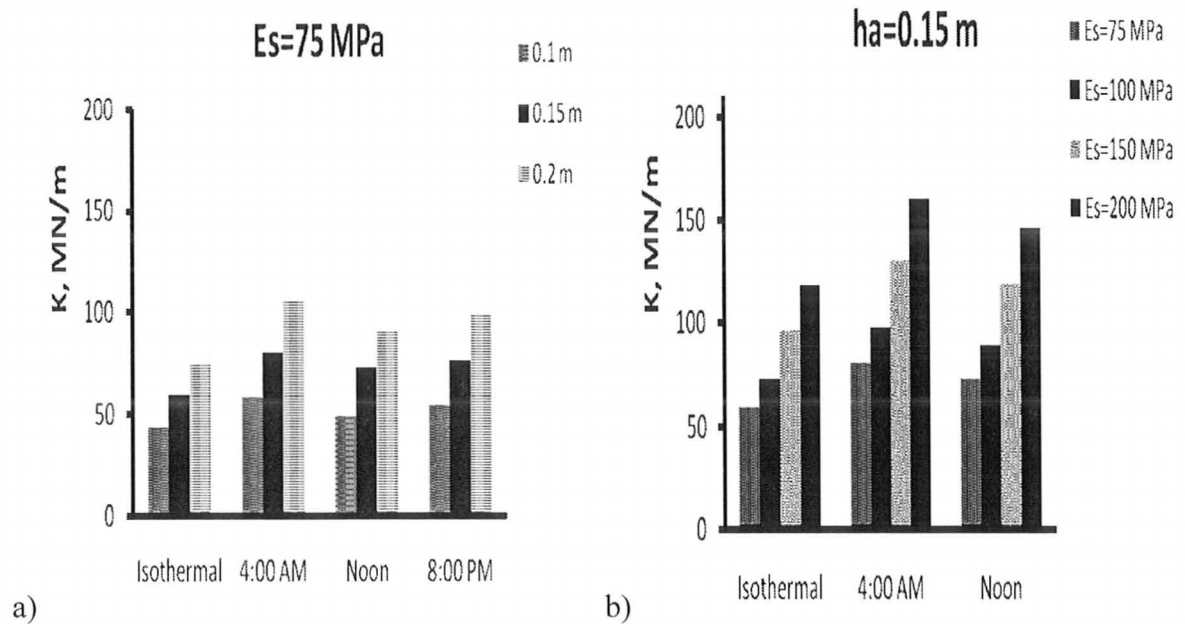 Es=75 MPa
0.1 m
0.15 m
0.2 m
K, MN/m
200
150
100
50
0
Isothermal 4:00 AM Noon 8:00 PM
a)
ha=0.15 m
Es=75 MPa
Es=100 MPa
Es=150 MPa
Es=200 MPa
K, MN/m
200
150
100
50
0
Isothermal 4:00 AM Noon
b)